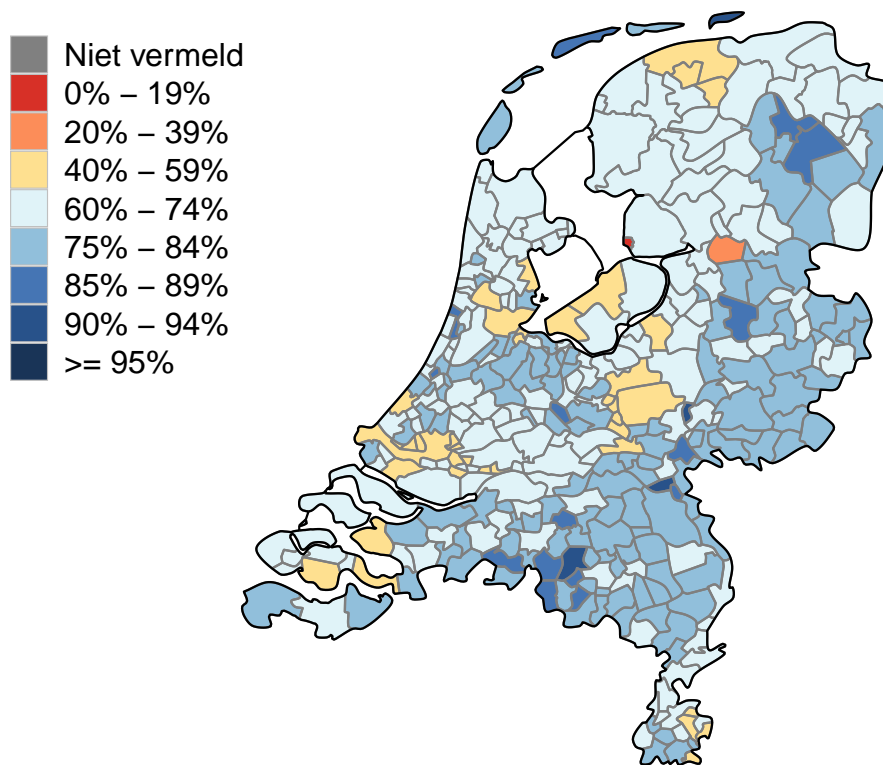 Niet vermeld
0% – 19%
20% – 39%
40% – 59%
60% – 74%
75% – 84%
85% – 89%
90% – 94%
>= 95%